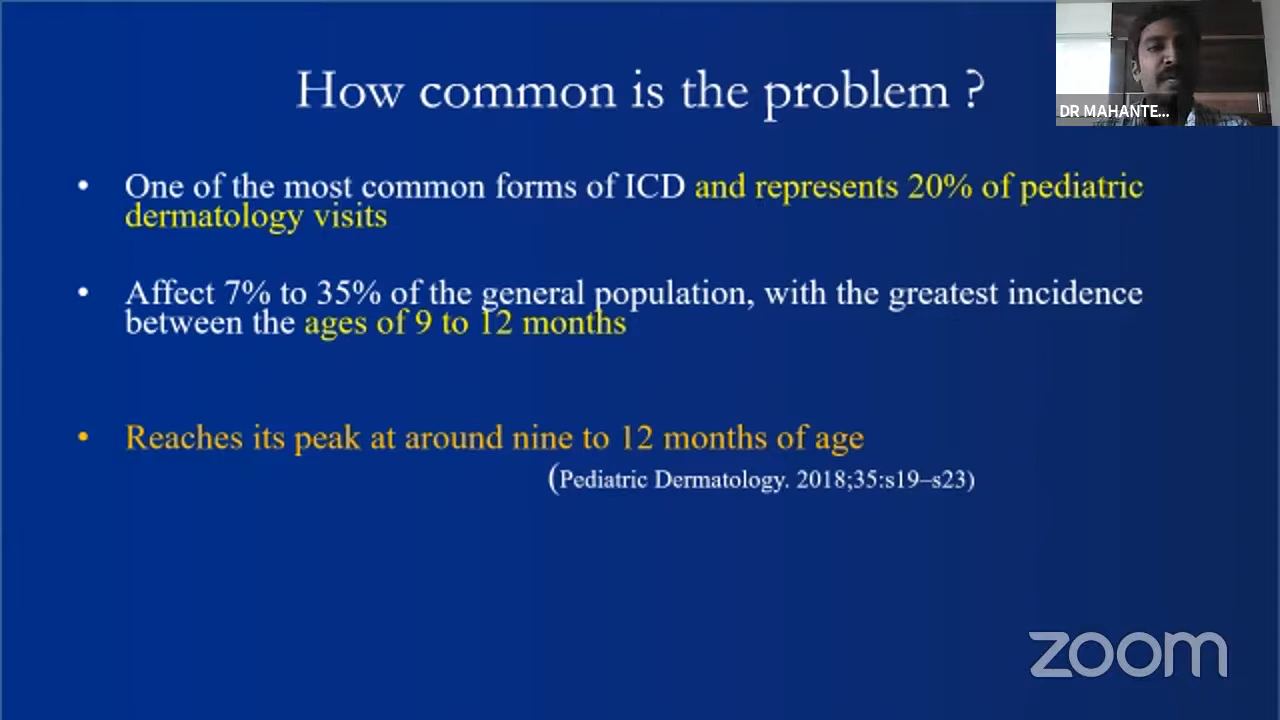 How common is the problem ?
DR MAHANTE...
• One of the most common forms of ICD and represents 20% of pediatric
dermatology visits
• Affect 7% to 35% of the general population, with the greatest incidence
between the ages of 9 to 12 months
• Reaches its peak at around nine to 12 months of age
(Pediatric Dermatology. 2018;35:s19–s23)
zoom